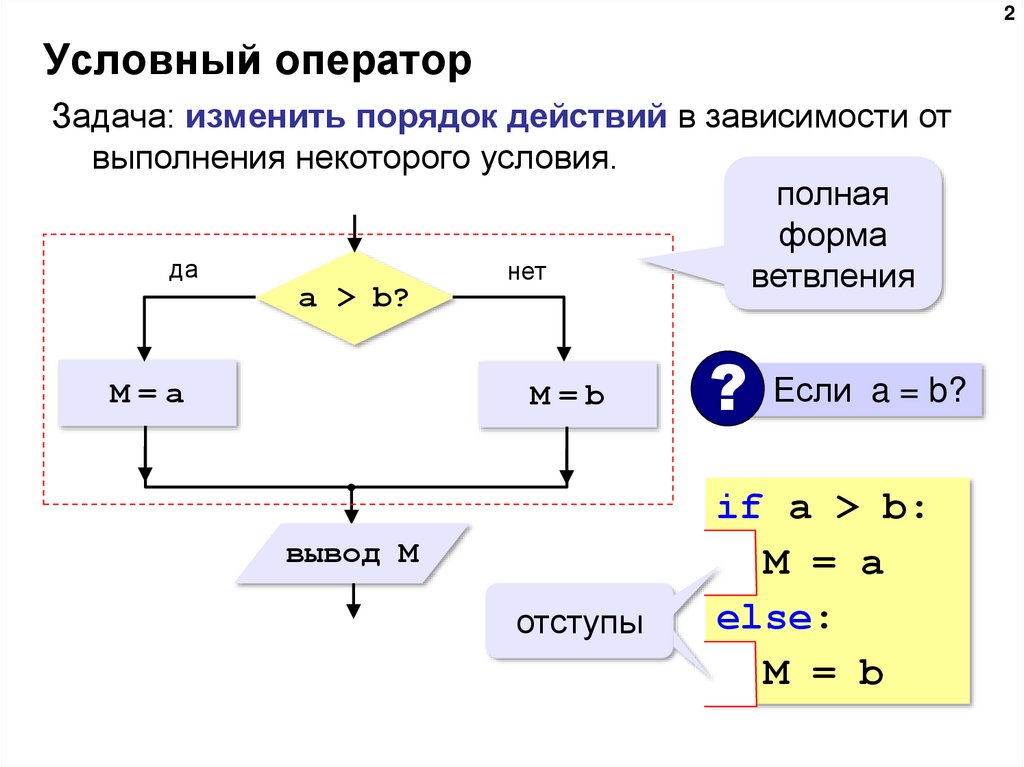 2
Условный оператор
Задача: изменить порядок действий в зависимости от
выполнения некоторого условия.
полная
форма
ветвления
да
нет
a > b?
M = a
M = b
? Если a = b?
if a > b:
M = a
else:
M = b
вывод M
отступы